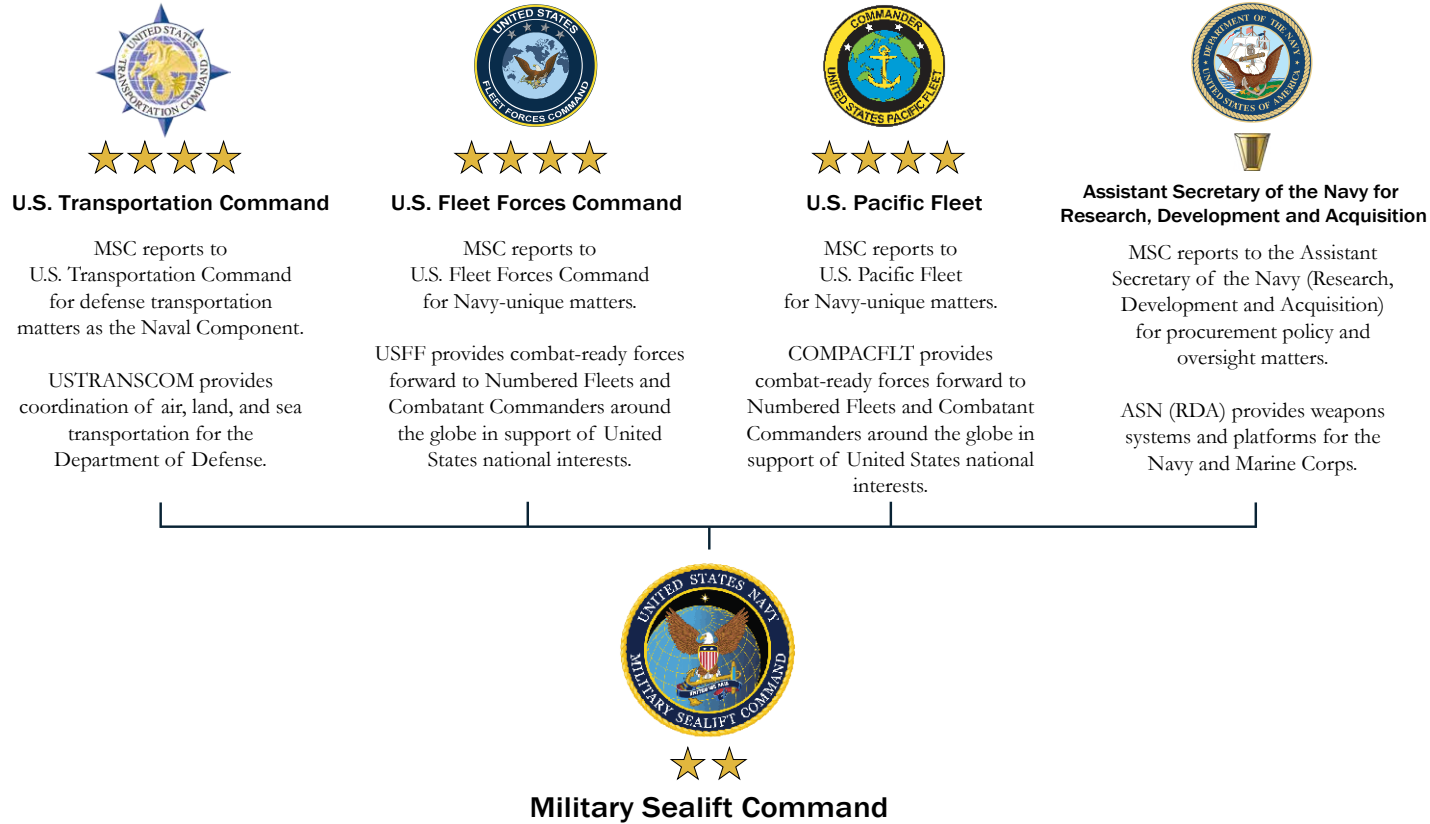 UNITED STATES
TRANSPORTATION COMMAND
U.S. Transportation Command
MSC reports to
U.S. Transportation Command
for defense transportation
matters as the Naval Component.
USTRANSCOM provides
coordination of air, land, and sea
transportation for the
Department of Defense.
UNITED STATES
FLEET FORCES COMMAND
U.S. Fleet Forces Command
MSC reports to
U.S. Fleet Forces Command
for Navy-unique matters.
USFF provides combat-ready forces
forward to Numbered Fleets and
Combatant Commanders around
the globe in support of United
States national interests.
COMMANDER
UNITED STATES PACIFIC FLEET
U.S. Pacific Fleet
MSC reports to
U.S. Pacific Fleet
for Navy-unique matters.
COMPACFLT provides
combat-ready forces forward to
Numbered Fleets and Combatant
Commanders around the globe in
support of United States national
interests.
DEPARTMENT OF THE NAVY
UNITED STATES OF AMERICA
Assistant Secretary of the Navy for
Research, Development and Acquisition
MSC reports to the Assistant
Secretary of the Navy (Research,
Development and Acquisition)
for procurement policy and
oversight matters.
ASN (RDA) provides weapons
systems and platforms for the
Navy and Marine Corps.
UNITED STATES NAVY
UNITED WE SAIL
MILITARY SEALIFT COMMAND
Military Sealift Command